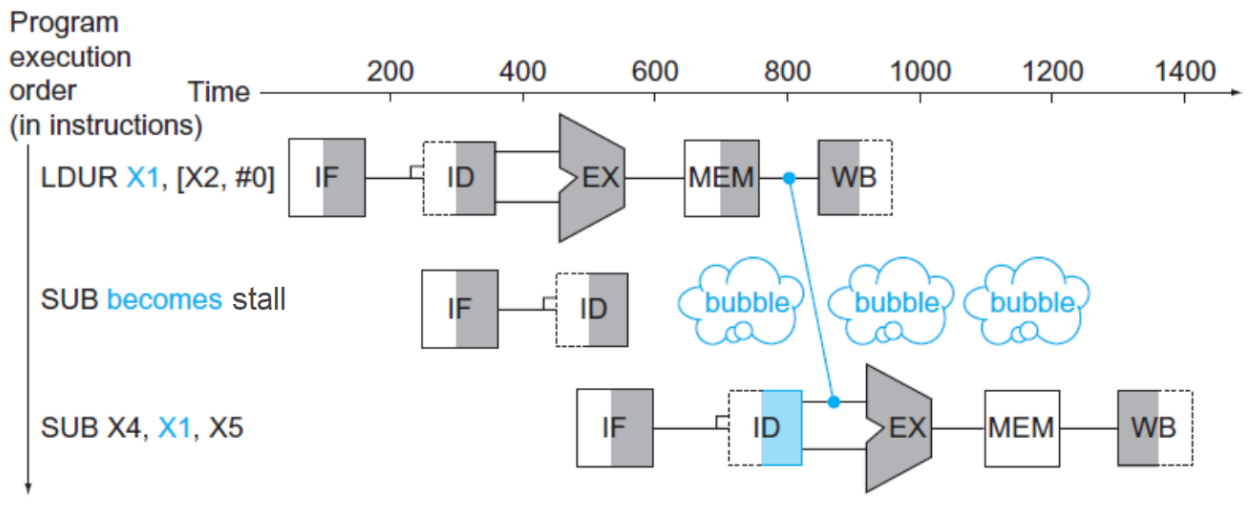 Program
execution
order
(in instructions)
Time
200 400 600 800 1000 1200 1400
LDUR X1, [X2, #0] IF ID EX MEM WB
SUB becomes stall IF ID bubble bubble bubble
SUB X4, X1, X5 IF ID EX MEM WB